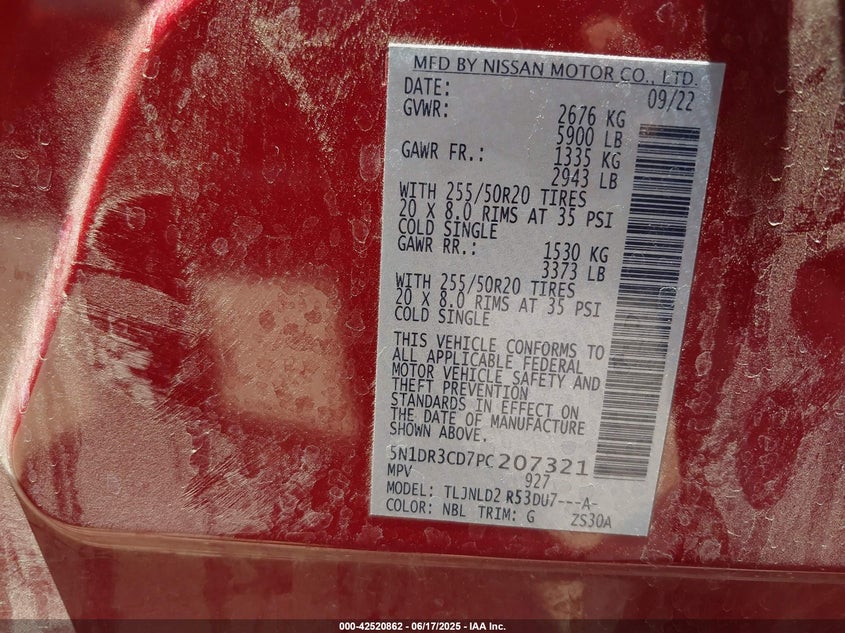 MFD BY NISSAN MOTOR CO., LTD.
DATE: 09/22
GVWR: 2676 KG
5900 LB
GAWR FR.: 1335 KG
2943 LB
WITH 255/50R20 TIRES
20 X 8.0 RIMS AT 35 PSI
COLD SINGLE
GAWR RR.: 1530 KG
3373 LB
WITH 255/50R20 TIRES
20 X 8.0 RIMS AT 35 PSI
COLD SINGLE
THIS VEHICLE CONFORMS TO
ALL APPLICABLE FEDERAL
MOTOR VEHICLE SAFETY AND
THEFT PREVENTION
STANDARDS IN EFFECT ON
THE DATE OF MANUFACTURE
SHOWN ABOVE.
5N1DR3CD7PC207321
MPV 927
MODEL: TLJNLD2 R53DU7---A-
COLOR: NBL TRIM: G ZS30A
000-42520862 - 06/17/2025 - IAA Inc.